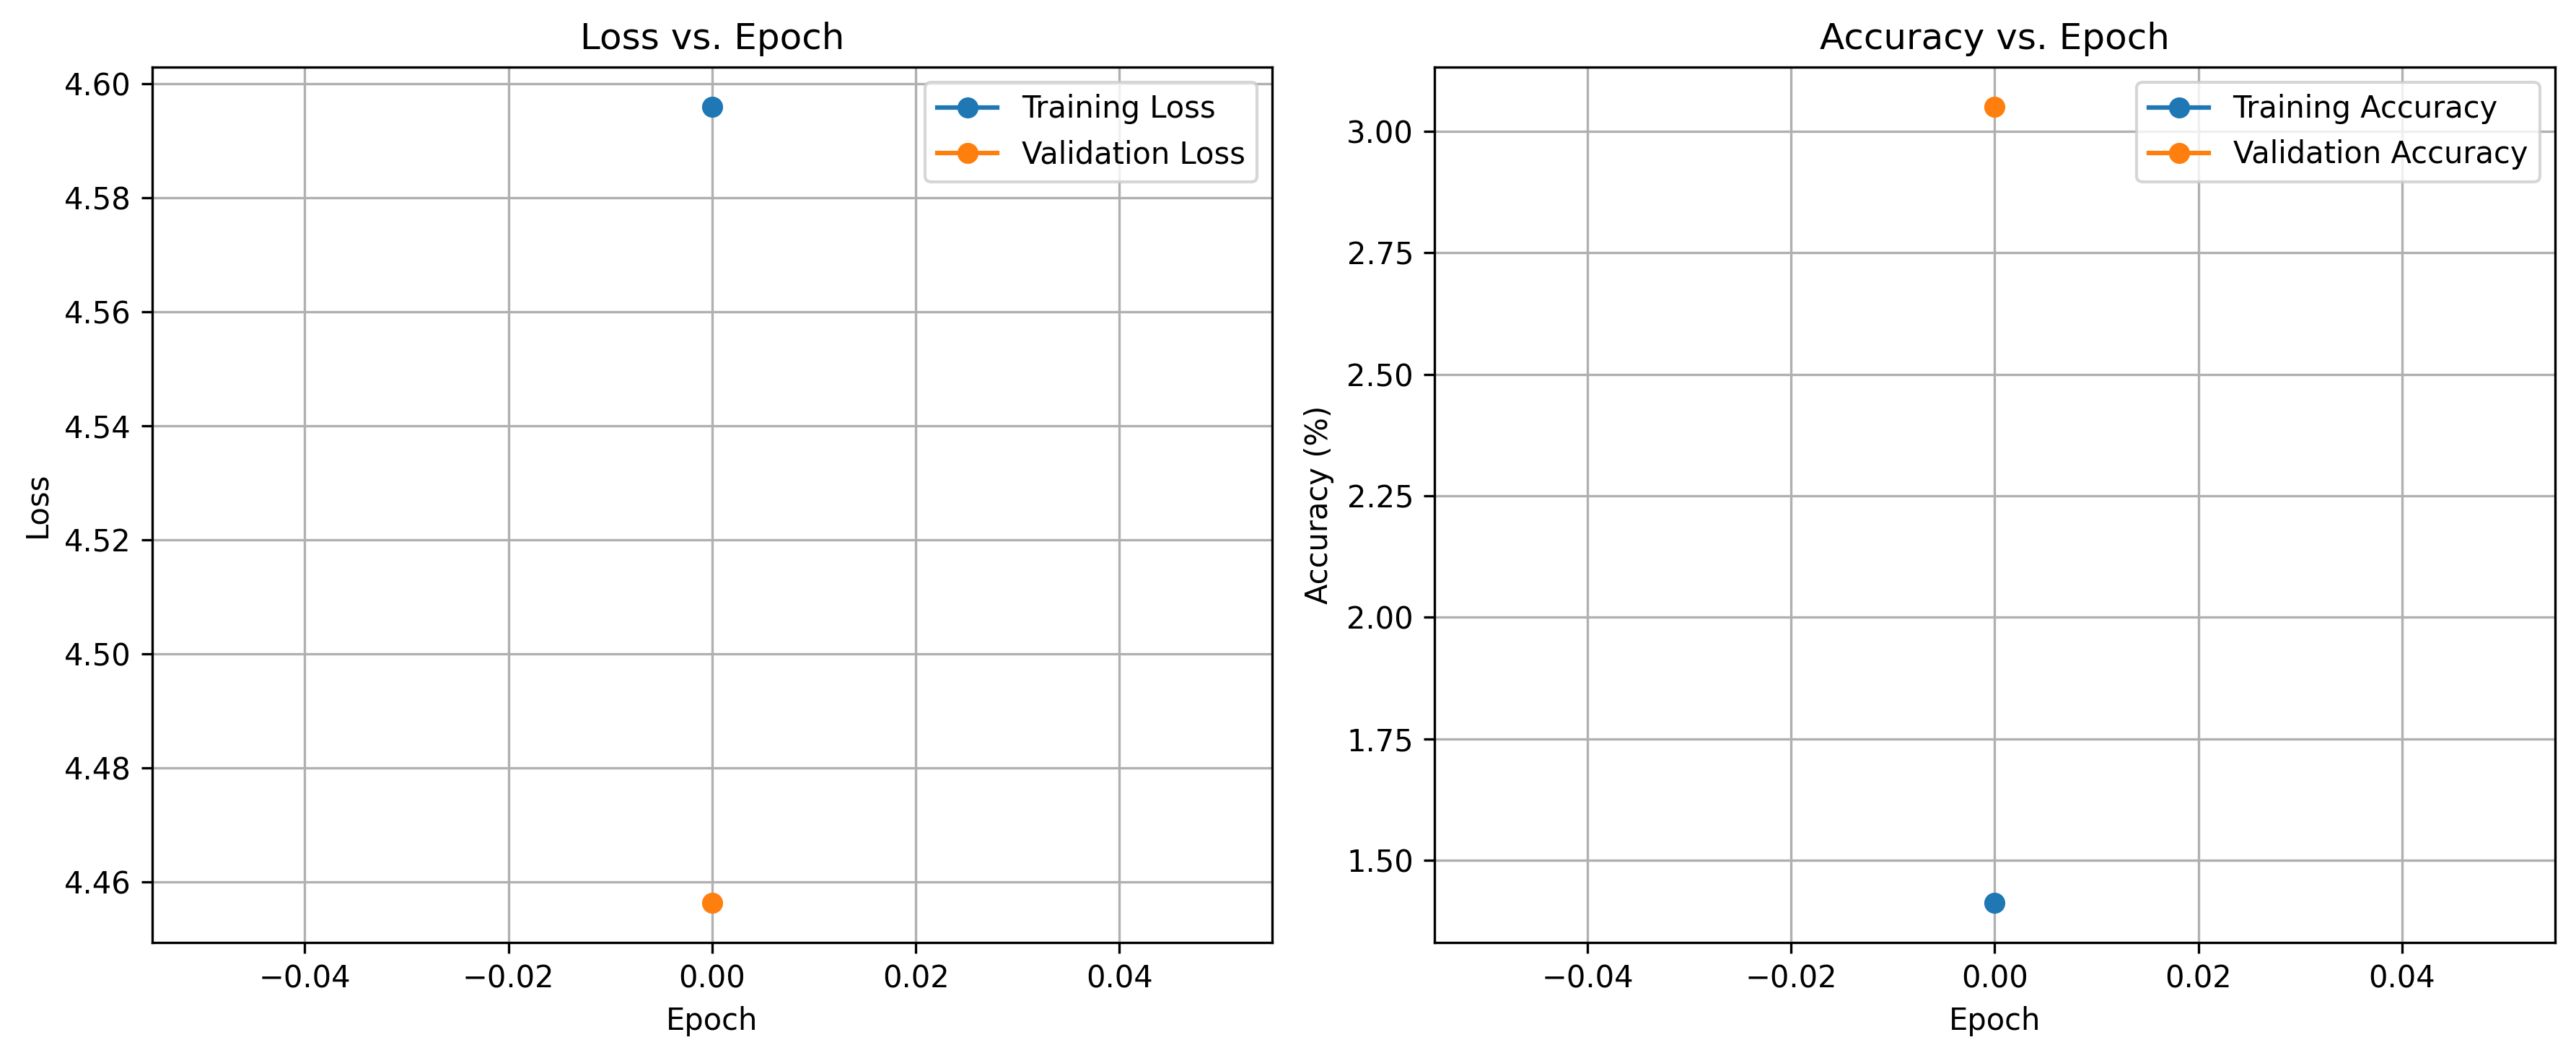 Loss vs. Epoch
Training Loss
Validation Loss
4.60
4.58
4.56
4.54
4.52
4.50
4.48
4.46
Loss
−0.04 −0.02 0.00 0.02 0.04
Epoch
Accuracy vs. Epoch
Training Accuracy
Validation Accuracy
3.00
2.75
2.50
2.25
2.00
1.75
1.50
Accuracy (%)
−0.04 −0.02 0.00 0.02 0.04
Epoch